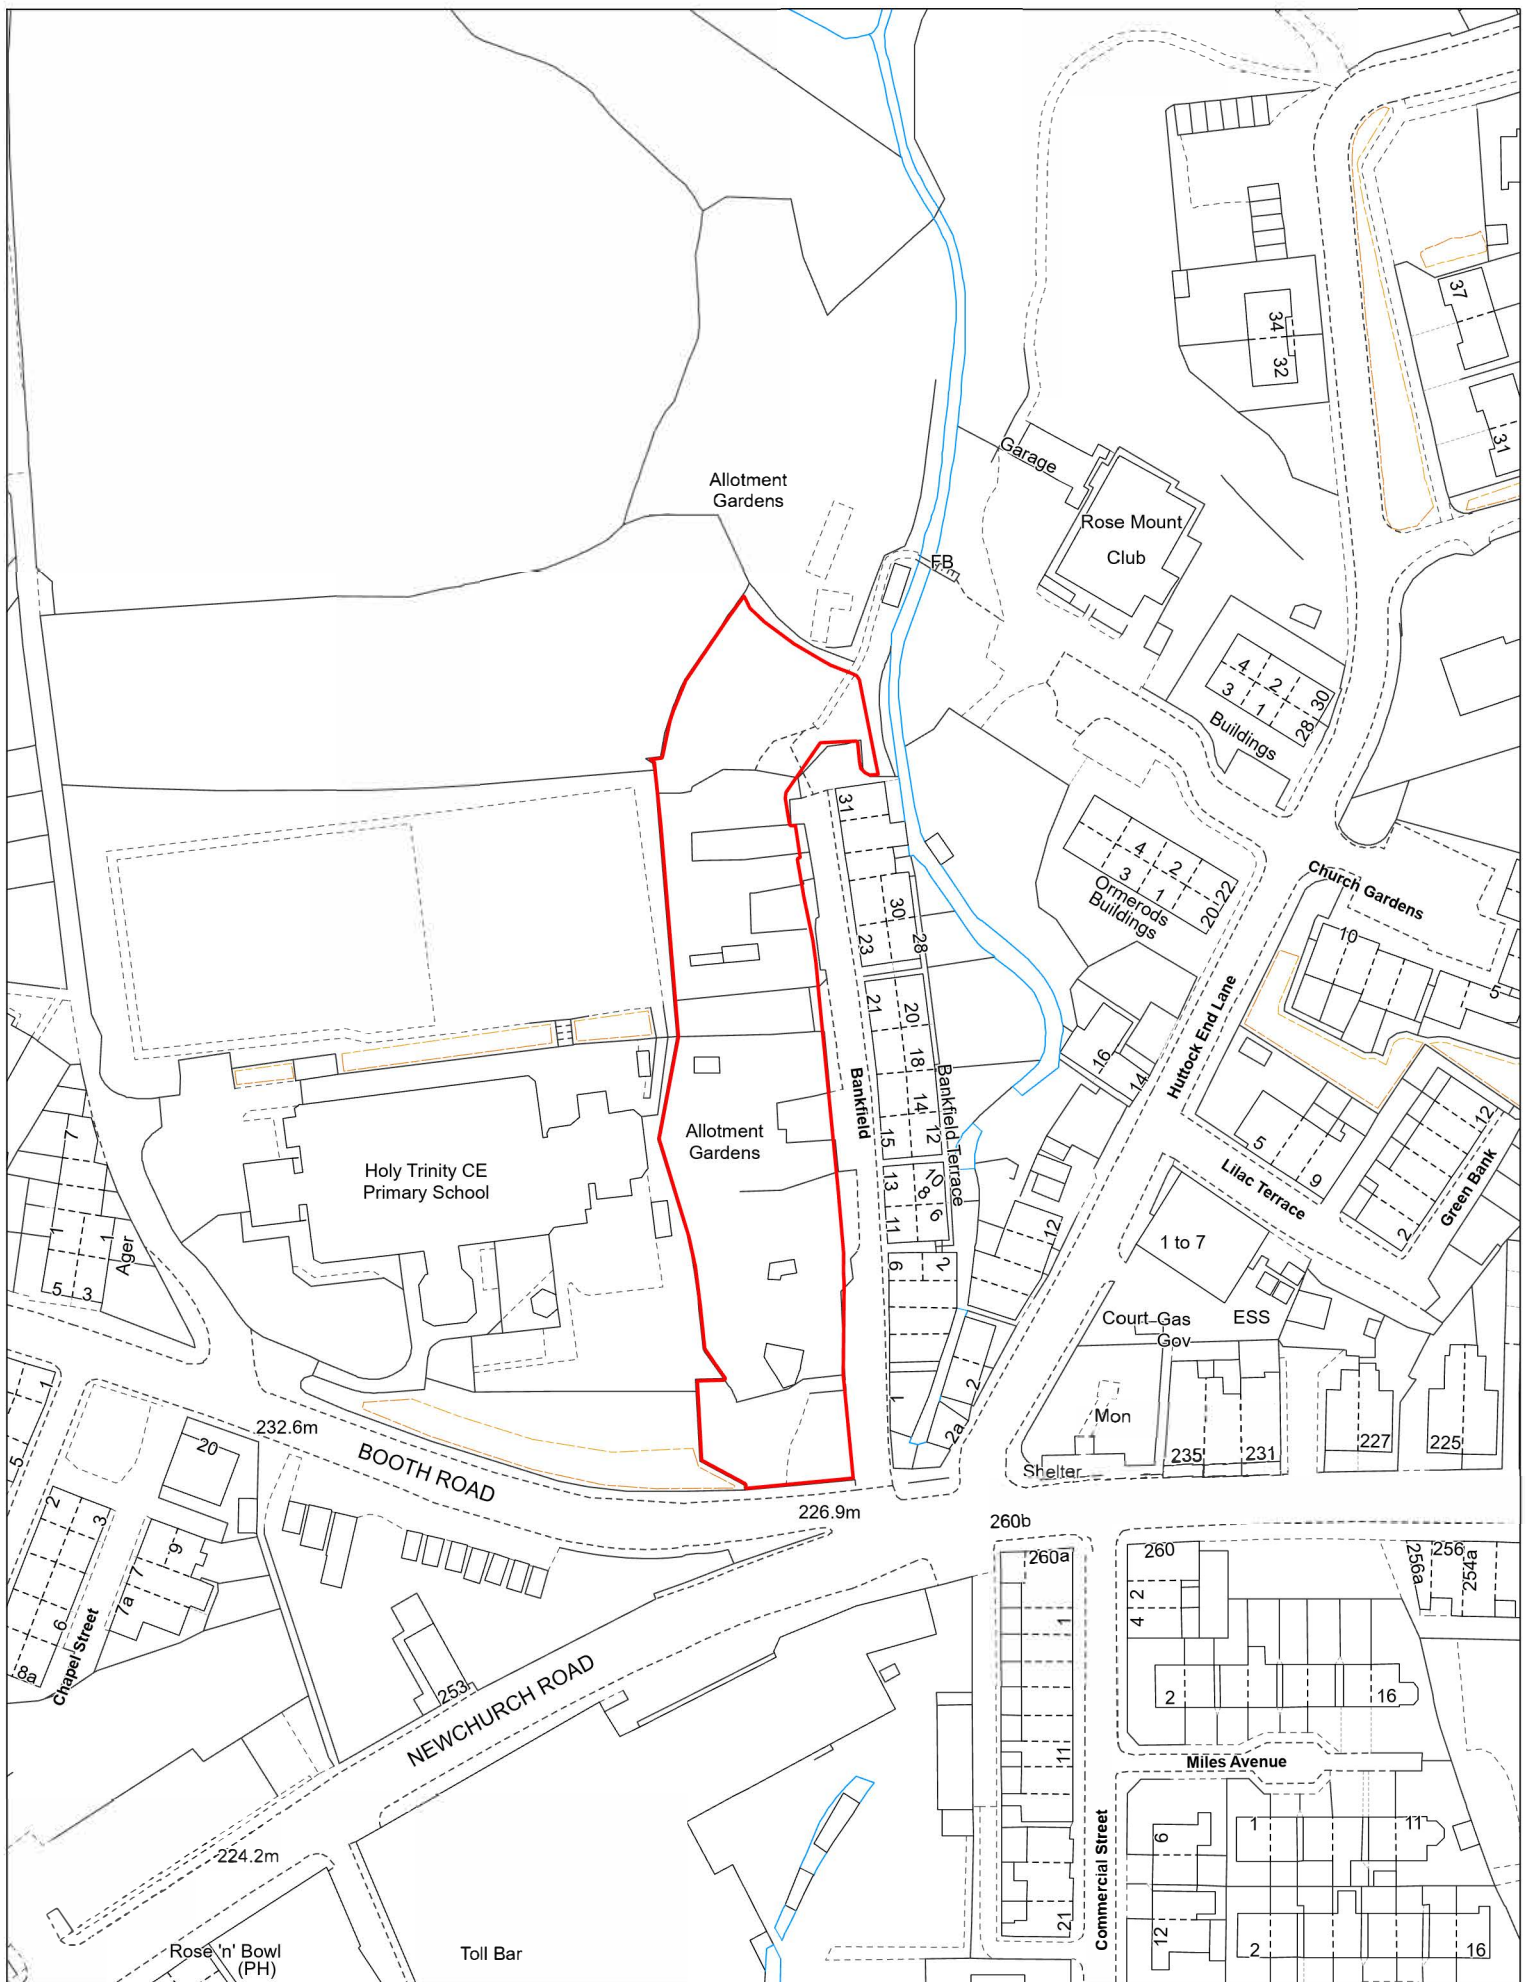 37
34
32
31
Garage
Allotment
Gardens
Rose Mount
Club
FB
4
2
3
1
30
28
Buildings
31
4
2
3
1
22
20
Ormerods
Buildings
Church Gardens
10
5
30
28
23
21
20
18
14
12
15
Bankfield
Bankfield Terrace
16
14
Huttock End Lane
12
5
9
Lilac Terrace
Green Bank
2
7
1
1
5
3
Ager
Holy Trinity CE
Primary School
Allotment
Gardens
13
11
10
8
6
9
2
12
1 to 7
Court
Gas
Gov
ESS
1
2
2a
Mon
Shelter
235
231
227
225
1
5
232.6m
BOOTH ROAD
20
2
3
9
7
7a
6
8a
Chapel Street
226.9m
260b
260a
260
2
4
256a
256
254a
1
253
NEWCHURCH ROAD
2
16
11
Miles Avenue
6
1
11
Commercial Street
224.2m
21
12
2
16
Rose 'n' Bowl
(PH)
Toll Bar